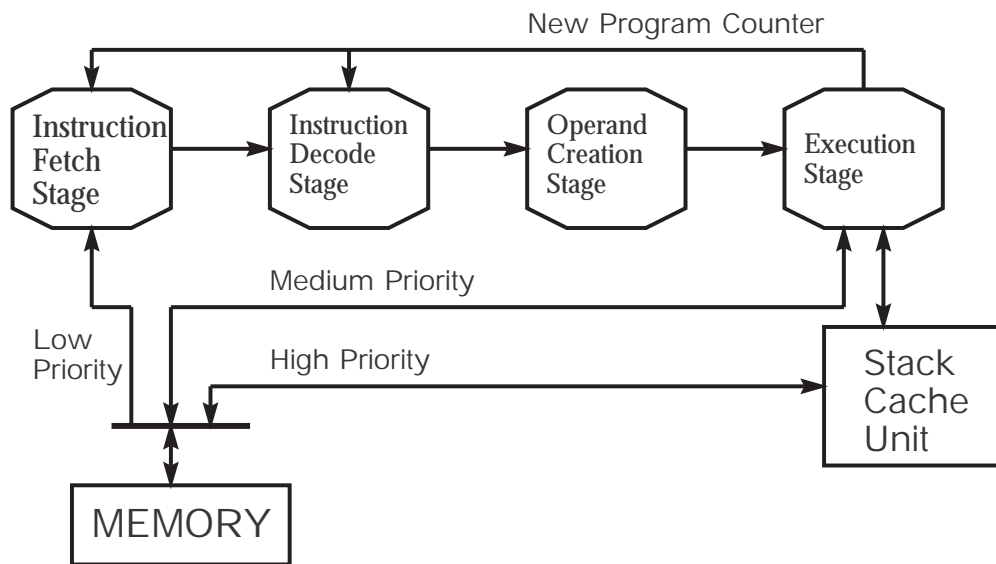 New Program Counter
Instruction
Fetch
Stage
Instruction
Decode
Stage
Operand
Creation
Stage
Execution
Stage
Medium Priority
Low
Priority
High Priority
Stack
Cache
Unit
MEMORY